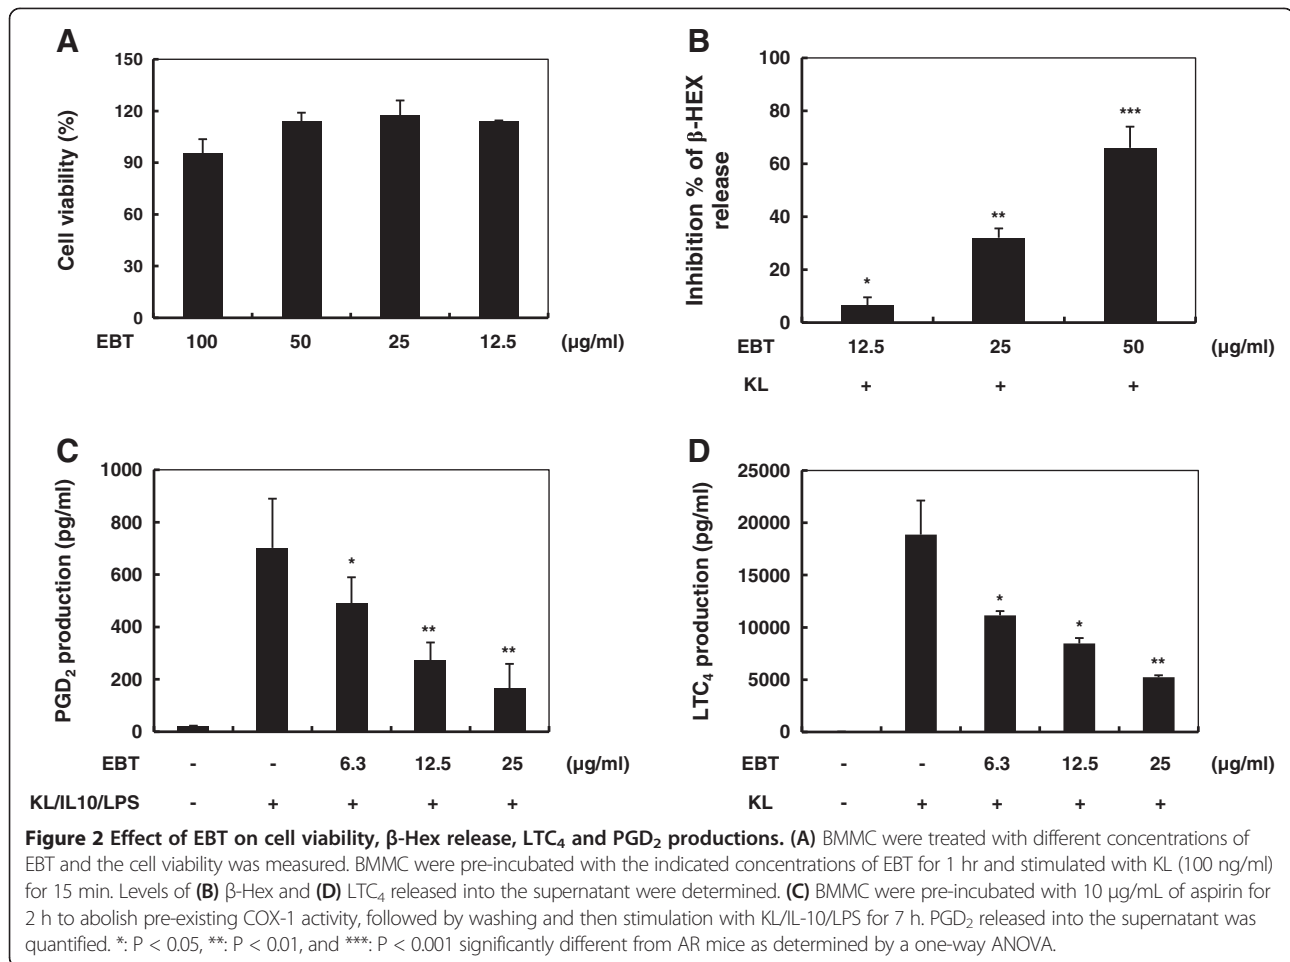 A
Cell viability (%)
150
120
90
60
30
0
EBT 100 50 25 12.5 (μg/ml)
B
Inhibition % of β-HEX
release
100
80
60
40
20
0
*
**
***
EBT 12.5 25 50 (μg/ml)
KL + + +
C
PGD₂ production (pg/ml)
1000
800
600
400
200
0
*
**
**
EBT - - 6.3 12.5 25 (μg/ml)
KL/IL10/LPS - + + + +
D
LTC₄ production (pg/ml)
25000
20000
15000
10000
5000
0
*
*
**
EBT - - 6.3 12.5 25 (μg/ml)
KL - + + + +
Figure 2 Effect of EBT on cell viability, β-Hex release, LTC₄ and PGD₂ productions. (A) BMMC were treated with different concentrations of
EBT and the cell viability was measured. BMMC were pre-incubated with the indicated concentrations of EBT for 1 hr and stimulated with KL (100 ng/ml)
for 15 min. Levels of (B) β-Hex and (D) LTC₄ released into the supernatant were determined. (C) BMMC were pre-incubated with 10 μg/mL of aspirin for
2 h to abolish pre-existing COX-1 activity, followed by washing and then stimulation with KL/IL-10/LPS for 7 h. PGD₂ released into the supernatant was
quantified. *: P < 0.05, **: P < 0.01, and ***: P < 0.001 significantly different from AR mice as determined by a one-way ANOVA.